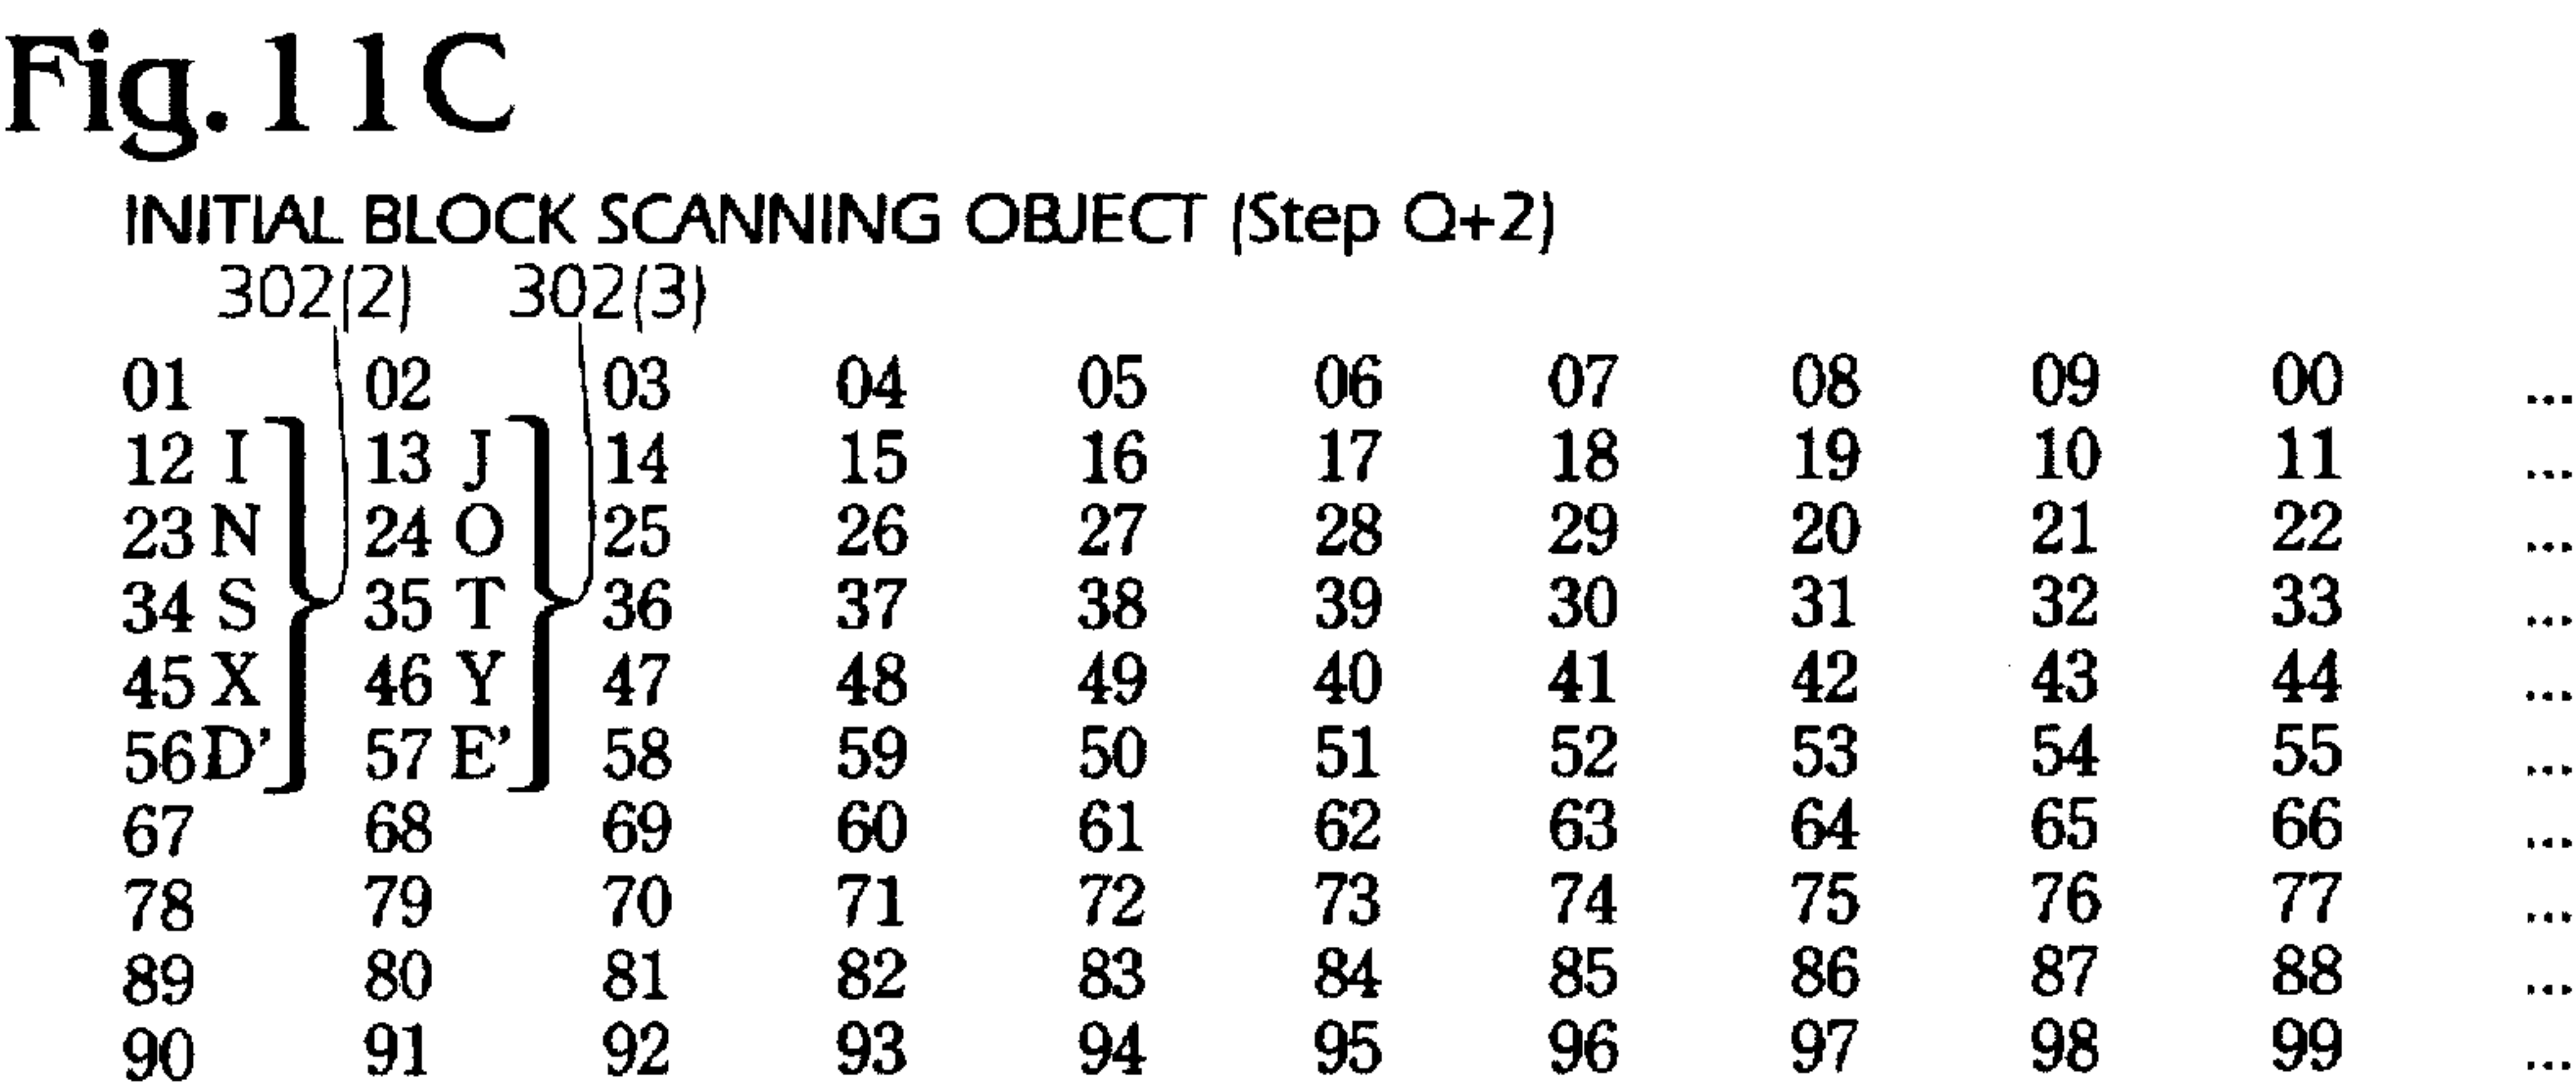 Fig. 11C
INITIAL BLOCK SCANNING OBJECT (Step Q+2)
302(2) 302(3)
01 02 03 04 05 06 07 08 09 00 ...
12 I 13 J 14 15 16 17 18 19 10 11 ...
23 N 24 O 25 26 27 28 29 20 21 22 ...
34 S 35 T 36 37 38 39 30 31 32 33 ...
45 X 46 Y 47 48 49 40 41 42 43 44 ...
56 D' 57 E' 58 59 50 51 52 53 54 55 ...
67 68 69 60 61 62 63 64 65 66 ...
78 79 70 71 72 73 74 75 76 77 ...
89 80 81 82 83 84 85 86 87 88 ...
90 91 92 93 94 95 96 97 98 99 ...